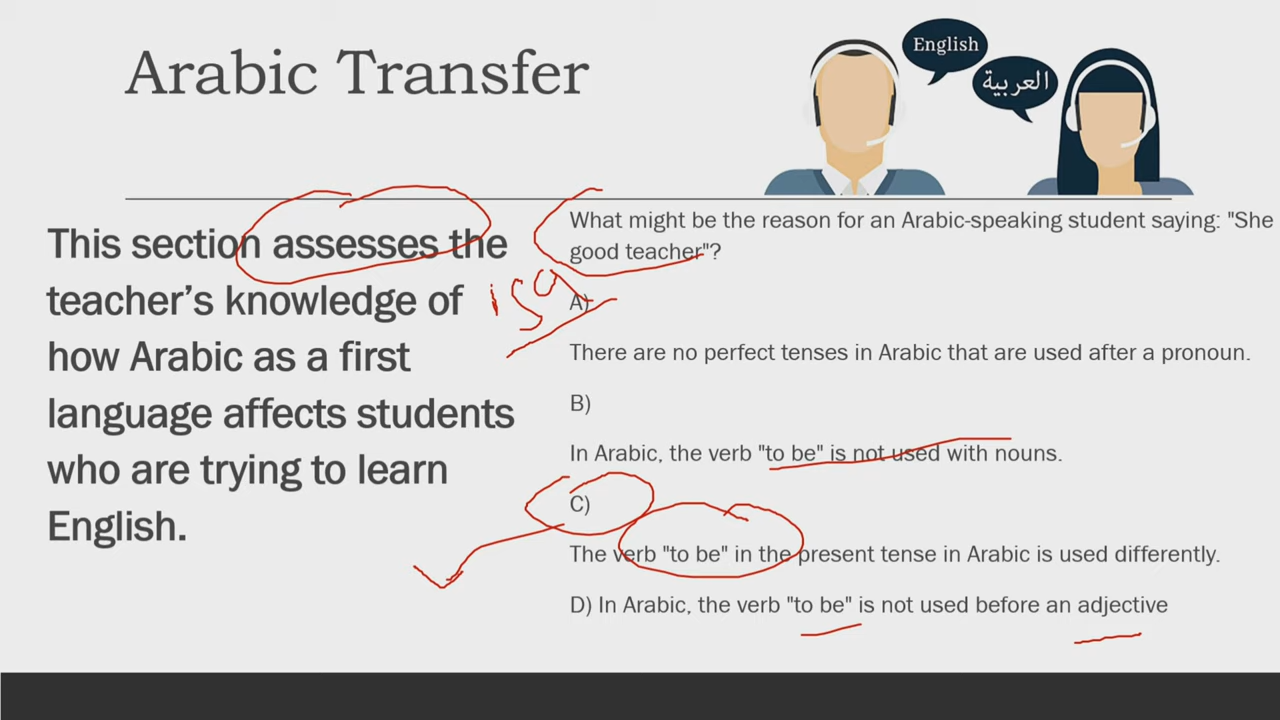 Arabic Transfer
English
العربية
This section assesses the
teacher's knowledge of
how Arabic as a first
language affects students
who are trying to learn
English.
What might be the reason for an Arabic-speaking student saying: "She
good teacher"?
is a
A)
There are no perfect tenses in Arabic that are used after a pronoun.
B)
In Arabic, the verb "to be" is not used with nouns.
C)
The verb "to be" in the present tense in Arabic is used differently.
D) In Arabic, the verb "to be" is not used before an adjective